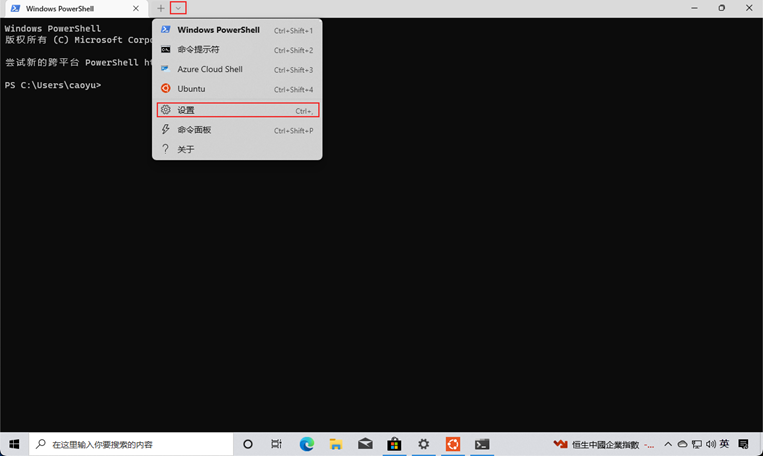 Windows PowerShell
Windows PowerShell
版权所有 (C) Microsoft Corpo
尝试新的跨平台 PowerShell ht
PS C:\Users\caoyu>
Windows PowerShell Ctrl+Shift+1
命令提示符 Ctrl+Shift+2
Azure Cloud Shell Ctrl+Shift+3
Ubuntu Ctrl+Shift+4
设置 Ctrl+,
命令面板 Ctrl+Shift+P
关于
在这里输入你要搜索的内容
恒生中國企業指數 -... 英